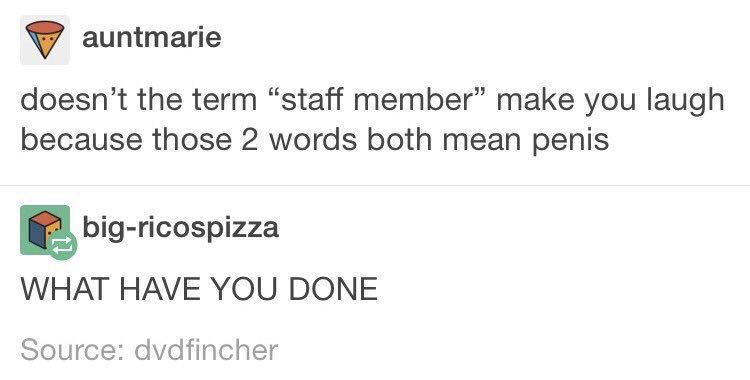 auntmarie
doesn’t the term “staff member” make you laugh
because those 2 words both mean penis
big-ricospizza
WHAT HAVE YOU DONE
Source: dvdfincher